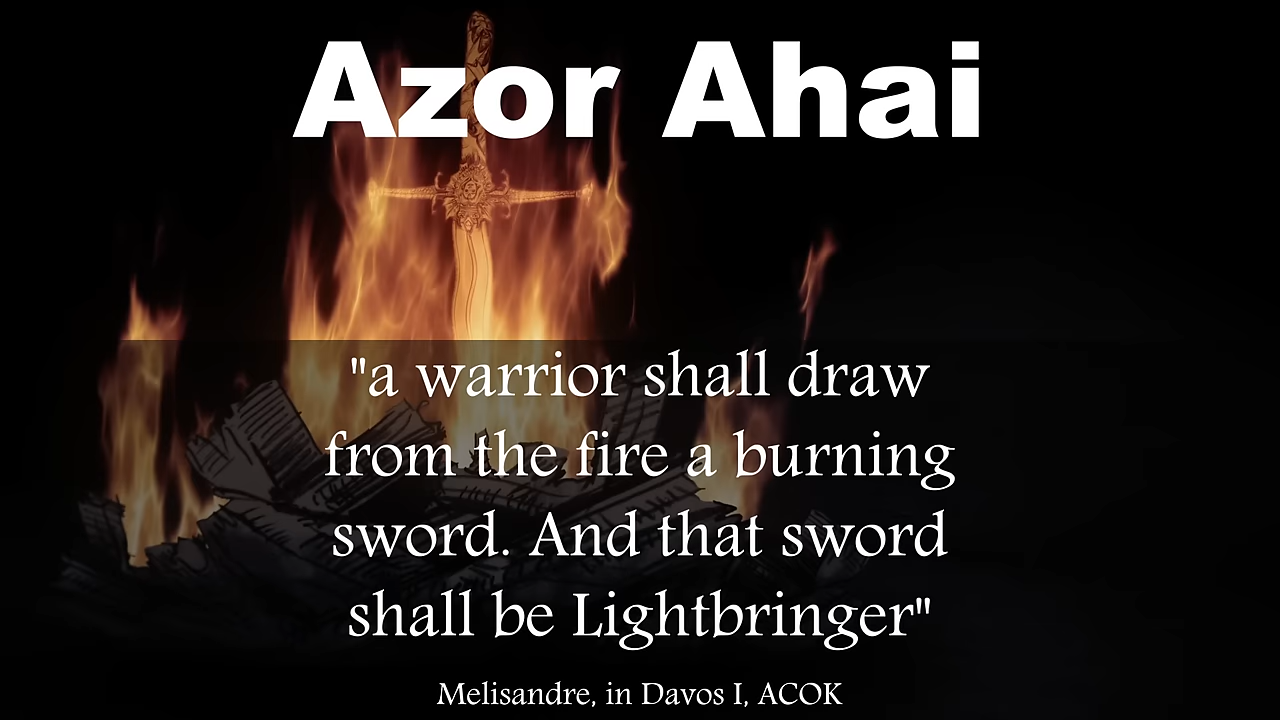 Azor Ahai
"a warrior shall draw
from the fire a burning
sword. And that sword
shall be Lightbringer"
Melisandre, in Davos I, ACOK